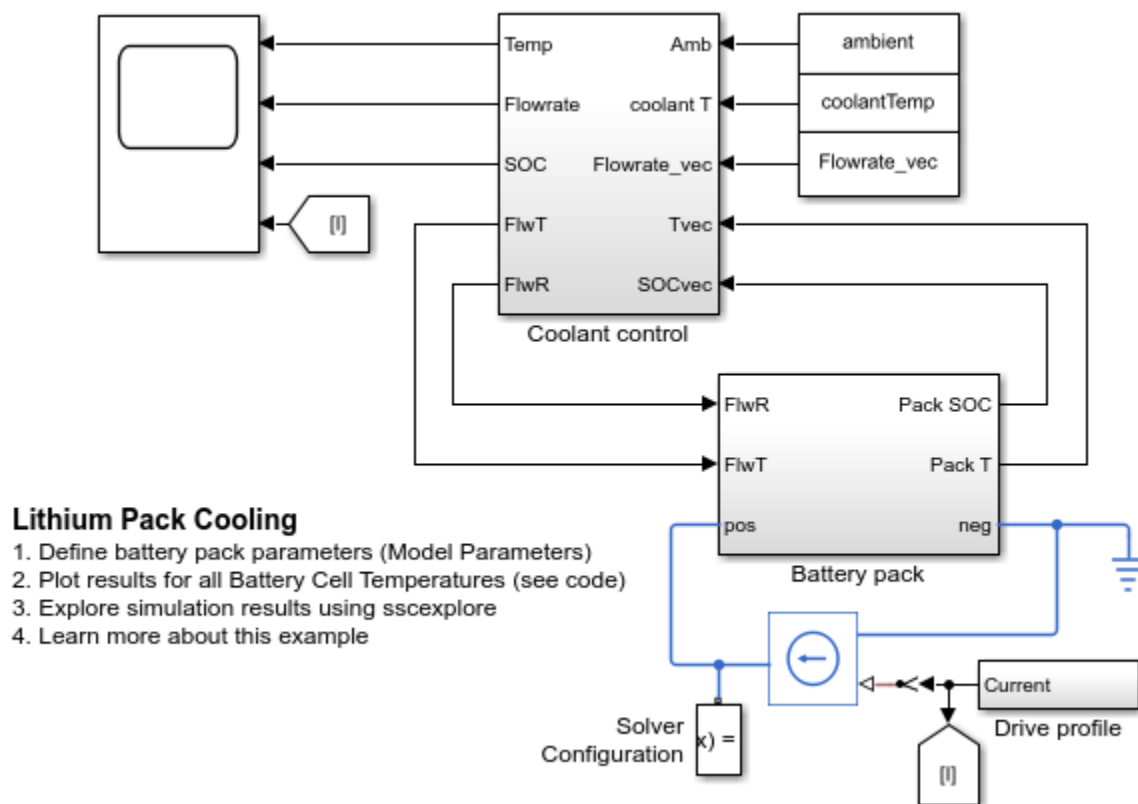 Temp
Amb
ambient
Flowrate
coolant T
coolantTemp
SOC
Flowrate_vec
Flowrate_vec
[I]
FlwT
Tvec
FlwR
SOCvec
Coolant control
FlwR
Pack SOC
FlwT
Pack T
pos
neg
Battery pack
Lithium Pack Cooling
1. Define battery pack parameters (Model Parameters)
2. Plot results for all Battery Cell Temperatures (see code)
3. Explore simulation results using sscexplore
4. Learn more about this example
Current
Drive profile
Solver
Configuration
x) =
[I]